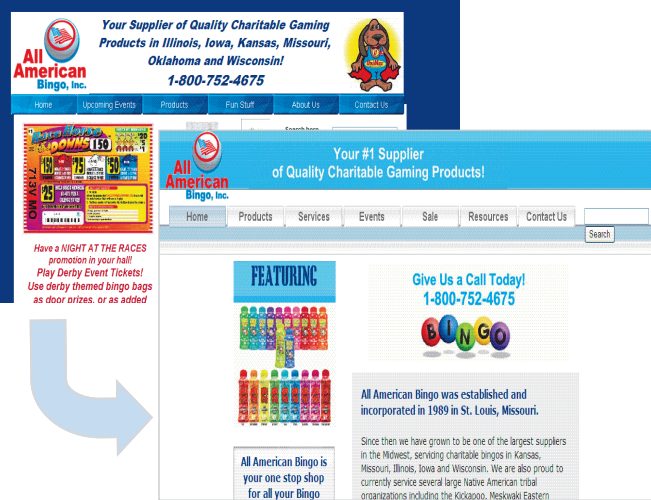 All
American
Bingo, Inc.
Your Supplier of Quality Charitable Gaming
Products in Illinois, Iowa, Kansas, Missouri,
Oklahoma and Wisconsin!
1-800-752-4675
Home Upcoming Events Products Fun Stuff About Us Contact Us
Search here
DOWNS 150
150 75 50
$25
713V MO
Have a NIGHT AT THE RACES
promotion in your hall!
Play Derby Event Tickets!
Use derby themed bingo bags
as door prizes, or as added
All
American
Bingo, Inc.
Your #1 Supplier
of Quality Charitable Gaming Products!
Home Products Services Events Sale Resources Contact Us
Search
FEATURING
Give Us a Call Today!
1-800-752-4675
BINGO
All American Bingo was established and
incorporated in 1989 in St. Louis, Missouri.
Since then we have grown to be one of the largest suppliers
in the Midwest, servicing charitable bingos in Kansas,
Missouri, Illinois, Iowa and Wisconsin. We are also proud to
currently service several large Native American tribal
organizations including the Kickapoo, Meskwaki Eastern
All American Bingo is
your one stop shop
for all your Bingo